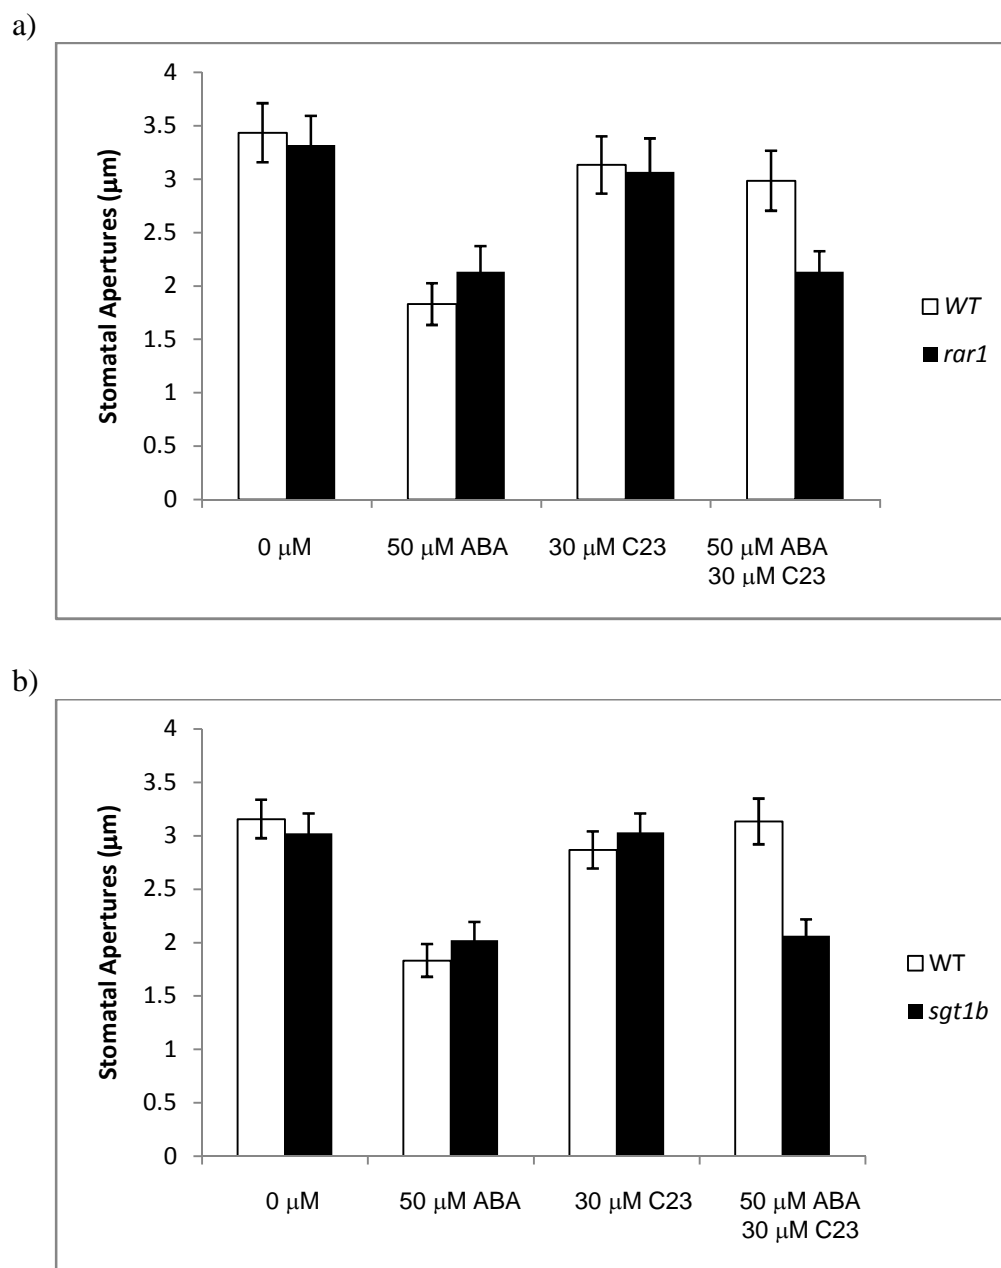 a)
4
3.5
3
2.5
2
1.5
1
0.5
0
Stomatal Apertures (µm)
0 µM
50 µM ABA
30 µM C23
50 µM ABA
30 µM C23
WT
rar1
b)
4
3.5
3
2.5
2
1.5
1
0.5
0
Stomatal Apertures (µm)
0 µM
50 µM ABA
30 µM C23
50 µM ABA
30 µM C23
WT
sgt1b